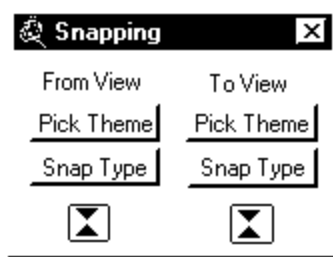 Snapping
From View To View
Pick Theme Pick Theme
Snap Type Snap Type